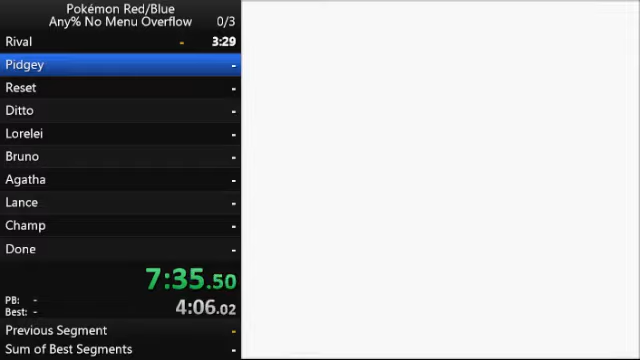 Pokémon Red/Blue
Any% No Menu Overflow 0/3
Rival - 3:29
Pidgey -
Reset -
Ditto -
Lorelei -
Bruno -
Agatha -
Lance -
Champ -
Done -
7:35.50
PB: -
Best: - 4:06.02
Previous Segment -
Sum of Best Segments -